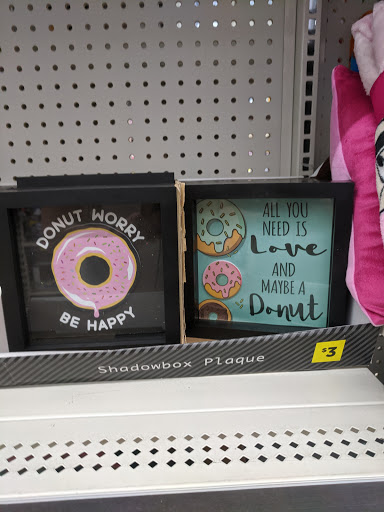 DONUT WORRY
BE HAPPY
ALL YOU
NEED IS
Love
AND
MAYBE A
Donut
Shadowbox Plaque
$3